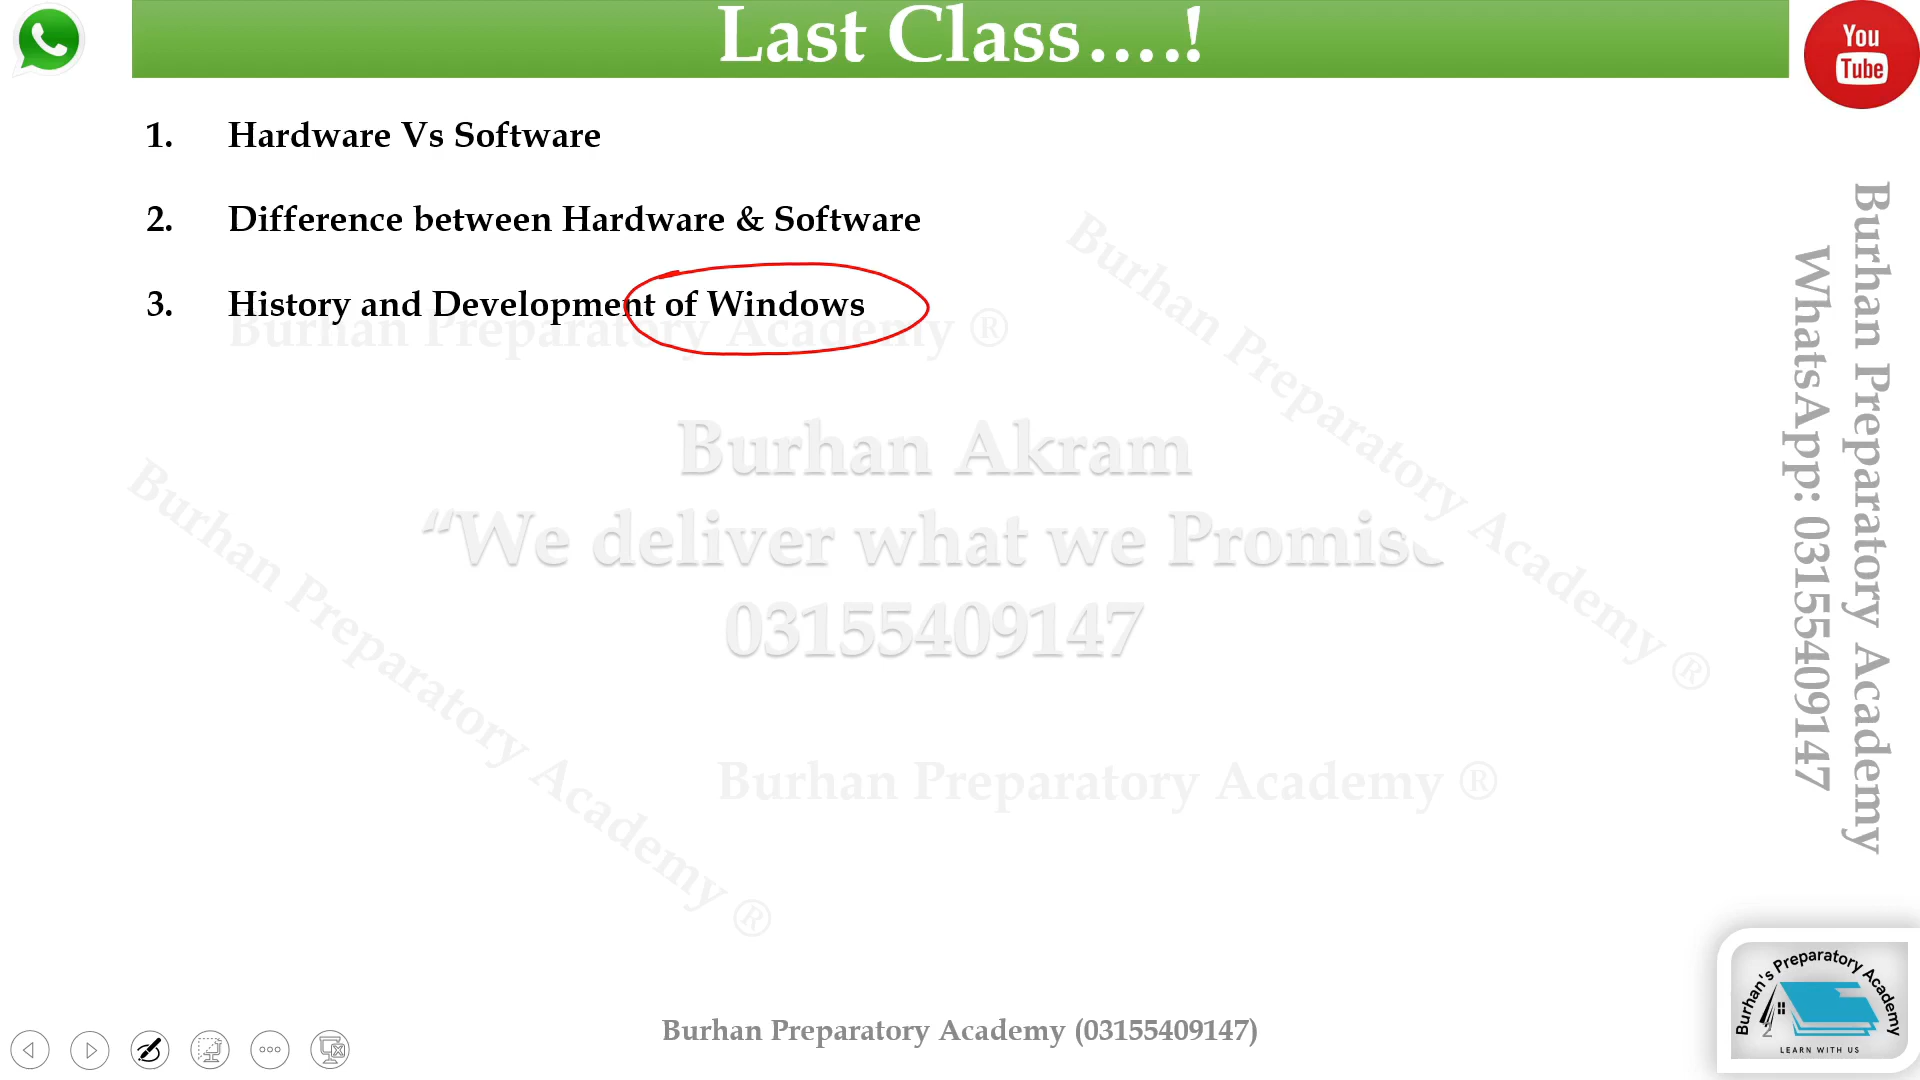 Last Class....!
You
Tube
1. Hardware Vs Software
2. Difference between Hardware & Software
3. History and Development of Windows
Burhan Preparatory Academy ®
Burhan Preparatory Academy ®
Burhan Akram
“We deliver what we Promise
03155409147
Burhan Preparatory Academy ®
Burhan Preparatory Academy ®
Burhan Preparatory Academy
WhatsApp: 03155409147
Burhan Preparatory Academy (03155409147)
Burhan's Preparatory Academy
2
LEARN WITH US